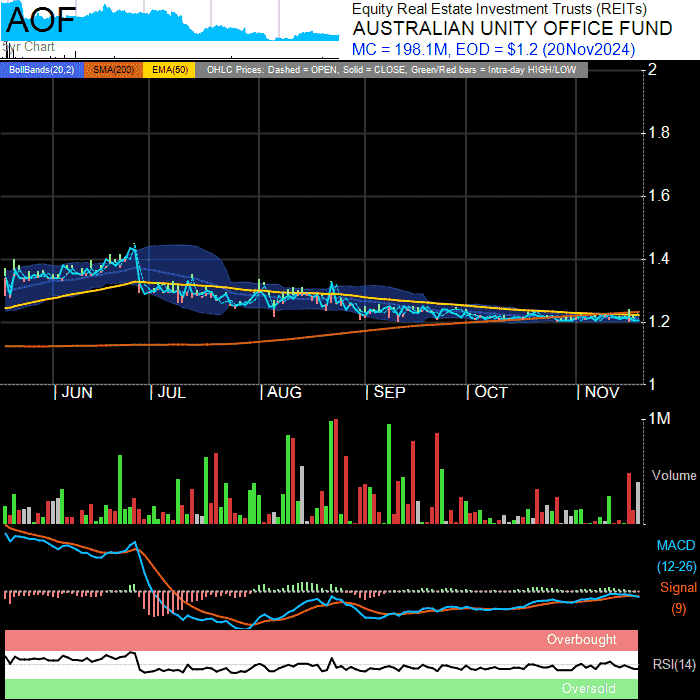 AOF
5yr Chart
Equity Real Estate Investment Trusts (REITs)
AUSTRALIAN UNITY OFFICE FUND
MC = 198.1M, EOD = $1.2 (20Nov2024)
BollBands(20,2) SMA(200) EMA(50) OHLC Prices: Dashed = OPEN, Solid = CLOSE, Green/Red bars = Intra-day HIGH/LOW
2
1.8
1.6
1.4
1.2
1
JUN JUL AUG SEP OCT NOV
1M
Volume
MACD
(12-26)
Signal
(9)
Overbought
RSI(14)
Oversold